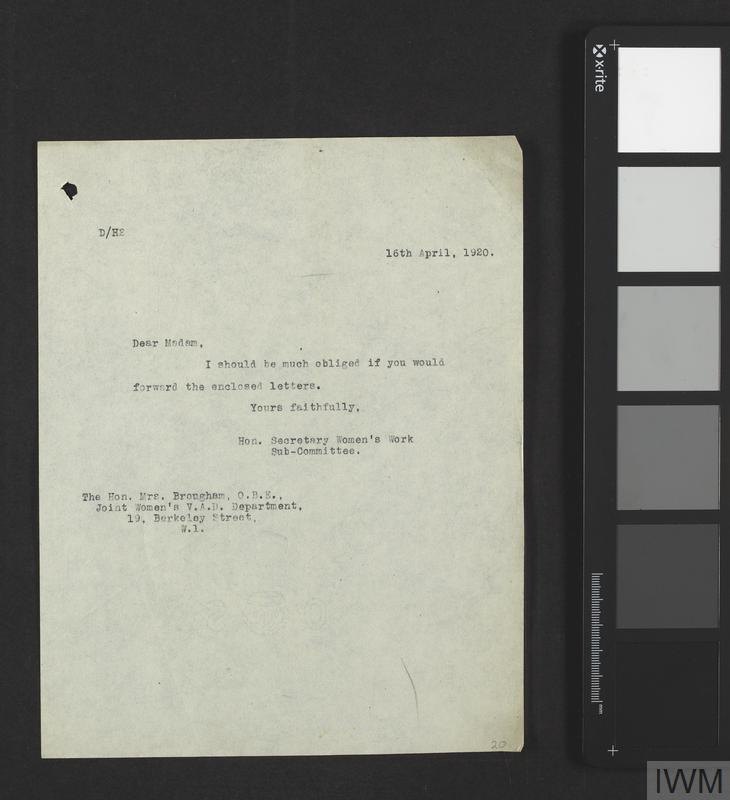 D/H2
16th April, 1920.
Dear Madam,
I should be much obliged if you would
forward the enclosed letters.
Yours faithfully,
Hon. Secretary Women's Work
Sub-Committee.
The Hon. Mrs. Brougham, O.B.E.,
Joint Women's V.A.D. Department,
19, Berkeley Street,
W.1.
20
x·rite
mm
IWM